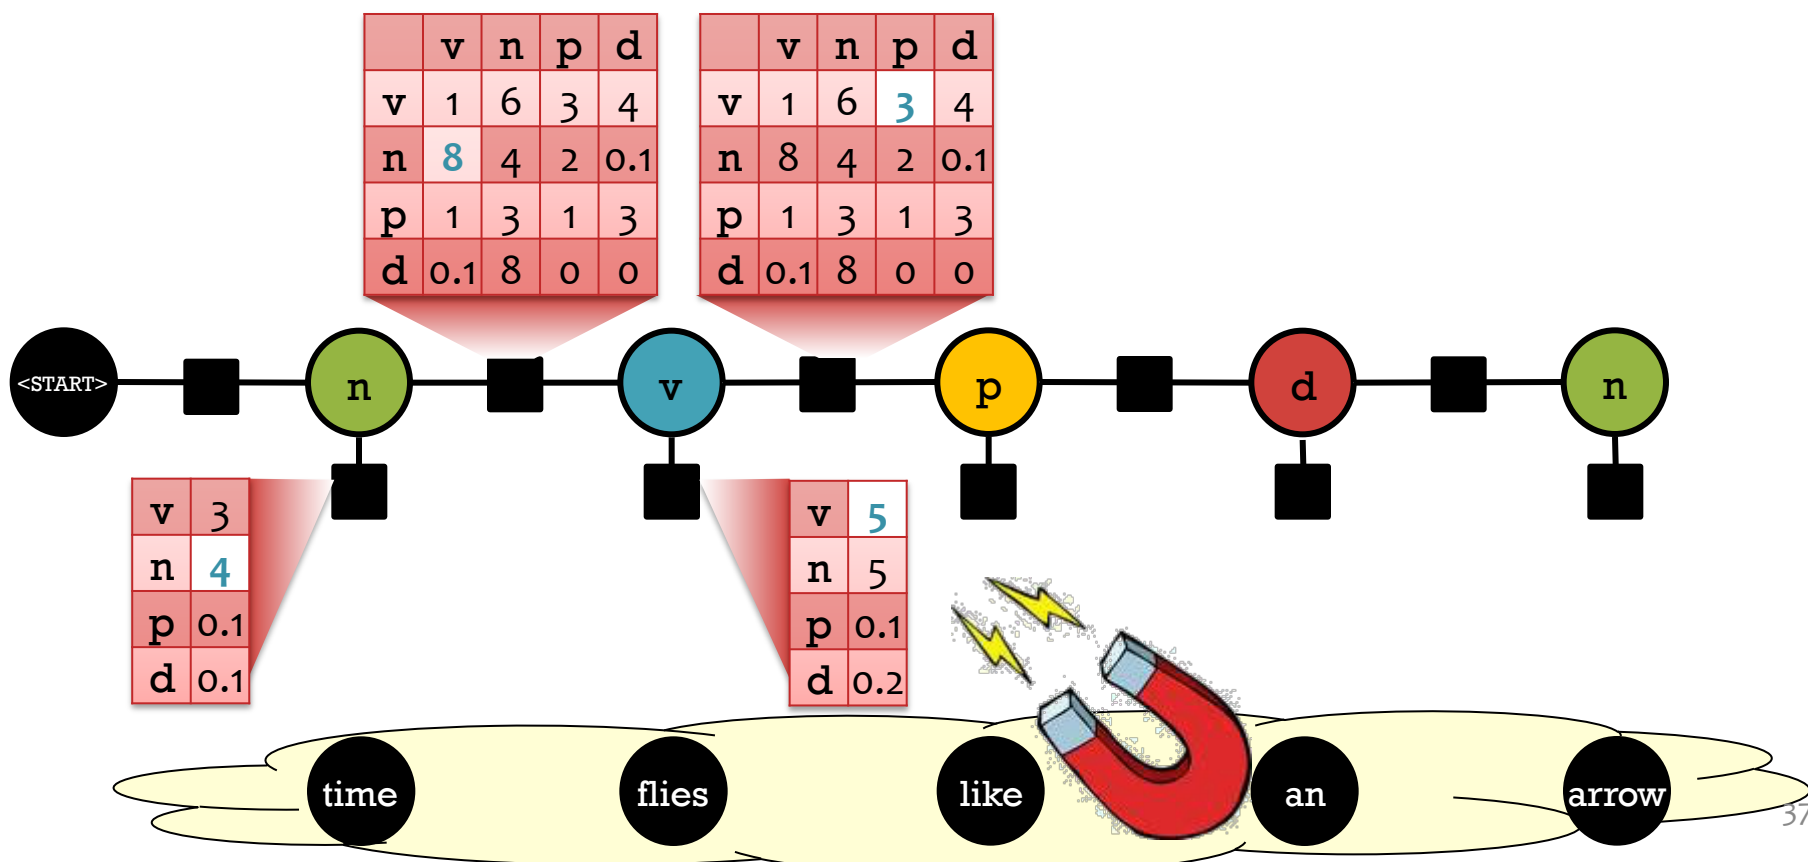 v n p d
v 1 6 3 4
n 8 4 2 0.1
p 1 3 1 3
d 0.1 8 0 0
v n p d
v 1 6 3 4
n 8 4 2 0.1
p 1 3 1 3
d 0.1 8 0 0
<START> n v p d n
v 3
n 4
p 0.1
d 0.1
v 5
n 5
p 0.1
d 0.2
time flies like an arrow
37